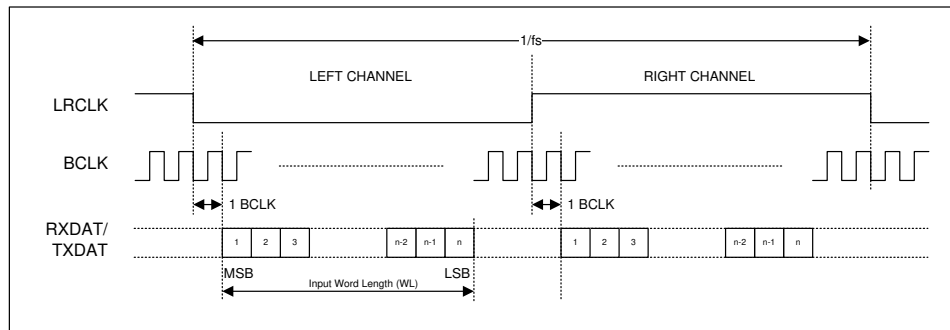 1/fs
LEFT CHANNEL RIGHT CHANNEL
LRCLK
BCLK
1 BCLK 1 BCLK
RXDAT/
TXDAT
1 2 3 n-2 n-1 n 1 2 3 n-2 n-1 n
MSB LSB
Input Word Length (WL)